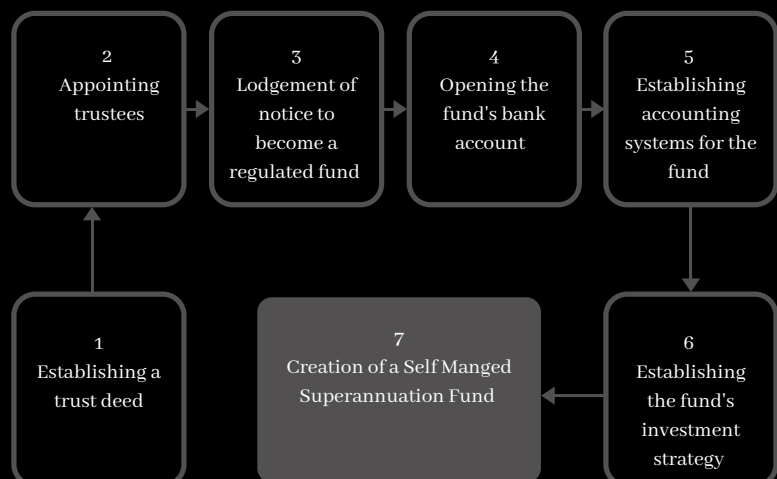 1
Establishing a
trust deed
2
Appointing
trustees
3
Lodgement of
notice to
become a
regulated fund
4
Opening the
fund's bank
account
5
Establishing
accounting
systems for the
fund
6
Establishing
the fund's
investment
strategy
7
Creation of a Self Manged
Superannuation Fund